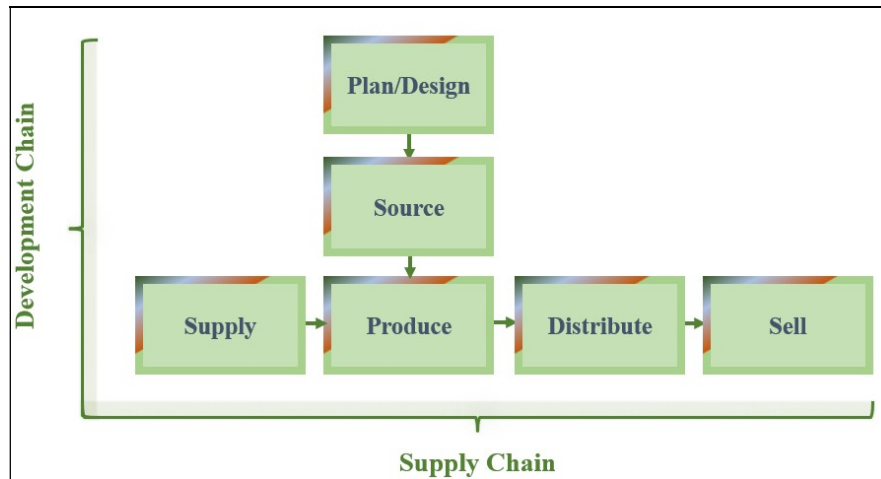 Development Chain
Plan/Design
Source
Supply
Produce
Distribute
Sell
Supply Chain